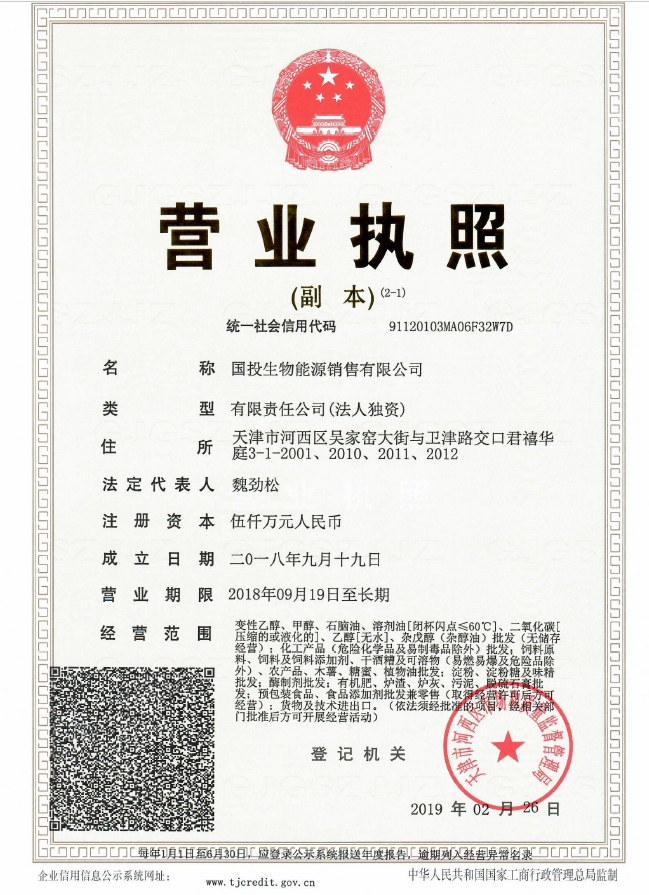 营业执照
(副 本)(2-1)
统一社会信用代码 91120103MA06F32W7D
名 称 国投生物能源销售有限公司
类 型 有限责任公司(法人独资)
住 所 天津市河西区吴家窑大街与卫津路交口君禧华
庭3-1-2001、2010、2011、2012
法定代表人 魏劲松
注 册 资 本 伍仟万元人民币
成 立 日 期 二〇一八年九月十九日
营 业 期 限 2018年09月19日至长期
经 营 范 围 变性乙醇、甲醇、石脑油、溶剂油[闭杯闪点≤60℃]、二氧化碳[
压缩的或液化的]、乙醇[无水]、杂戊醇（杂醇油）批发（无储存
经营）；化工产品（危险化学品及易制毒品除外）批发；饲料原
料、饲料及饲料添加剂、干酒糟及可溶物（易燃易爆及危险品除
外）、农产品、木薯、糖蜜、植物油批发；淀粉、淀粉糖及味精
批发；酶制剂批发；有机肥、炉渣、炉灰、污泥、脱硫石膏批
发；预包装食品、食品添加剂批发兼零售（取得经营许可后方可
经营）；货物及技术进出口。（依法须经批准的项目，经相关部
门批准后方可开展经营活动）
登 记 机 关
天津市河西区市场和质量监督管理局
2019 年 02 月 26 日
每年1月1日至6月30日，应登录公示系统报送年度报告，逾期列入经营异常名录
企业信用信息公示系统网址：
www.tjcredit.gov.cn
中华人民共和国国家工商行政管理总局监制